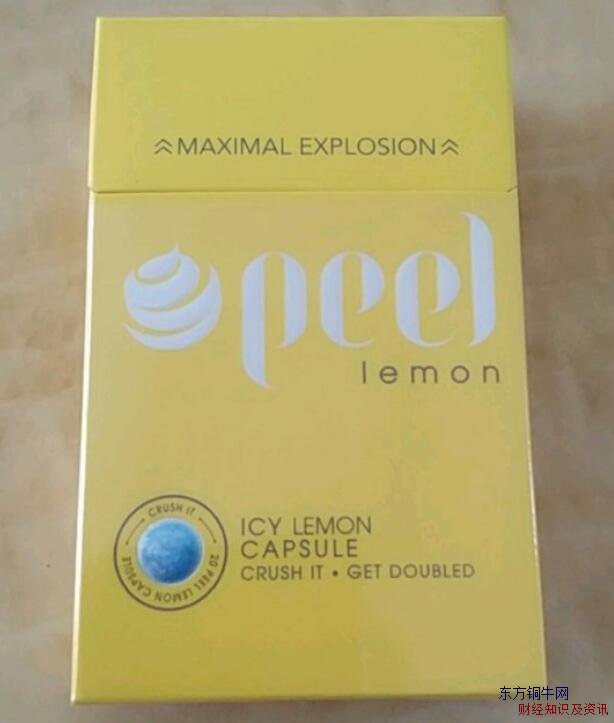 MAXIMAL EXPLOSION
peel
lemon
CRUSH IT
20 PEEL LEMON CAPSULE
ICY LEMON
CAPSULE
CRUSH IT • GET DOUBLED
东方铜牛网
财经知识及资讯